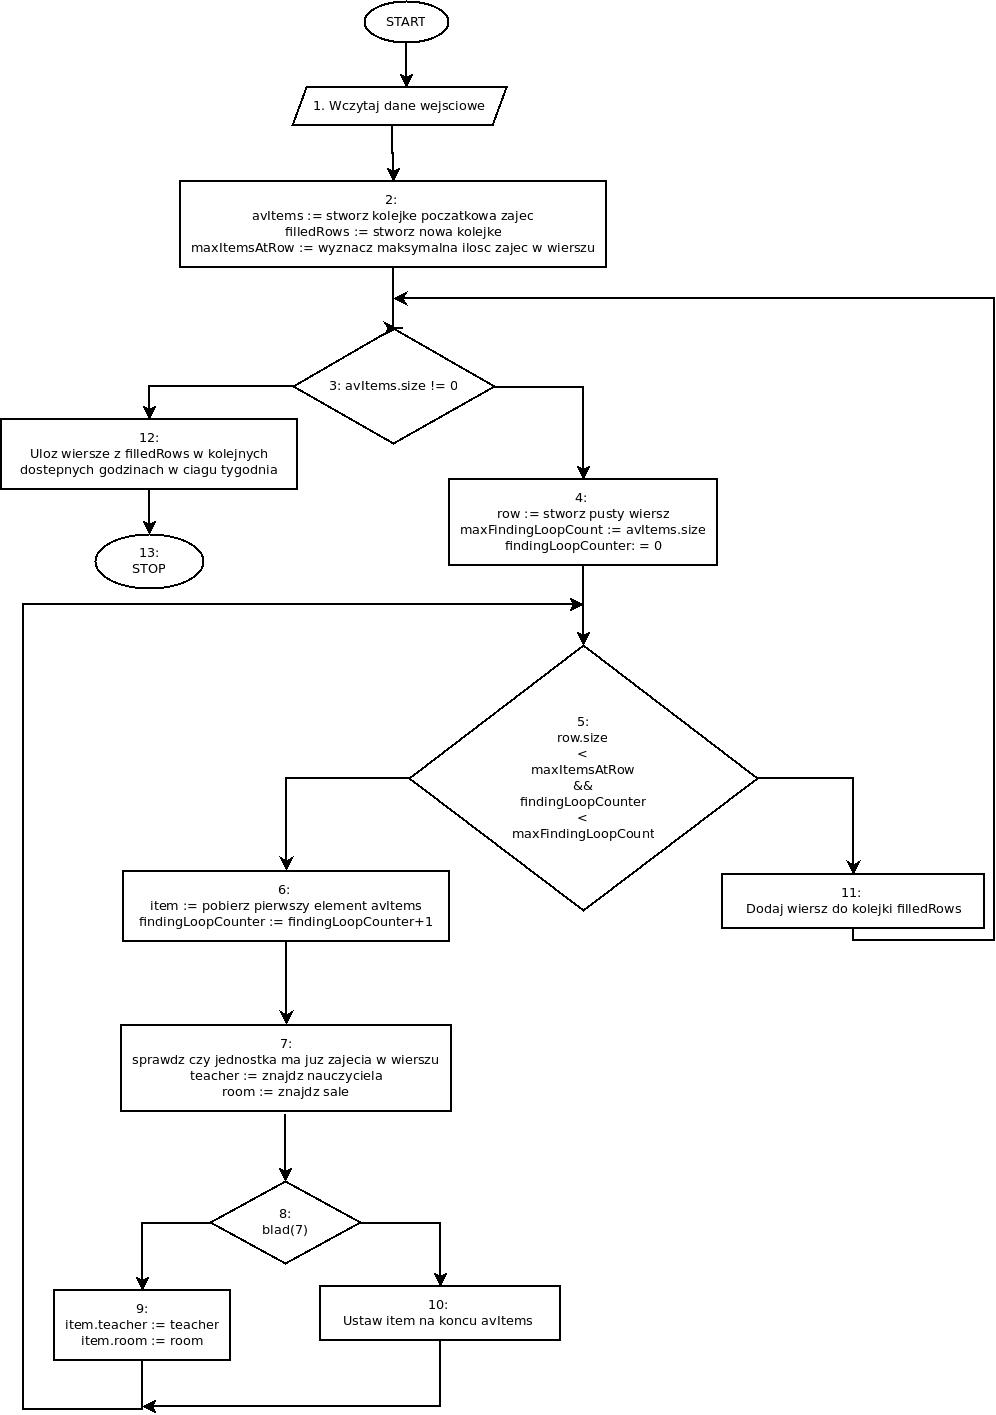 START
1. Wczytaj dane wejsciowe
2:
avItems := stworz kolejke poczatkowa zajec
filledRows := stworz nowa kolejke
maxItemsAtRow := wyznacz maksymalna ilosc zajec w wierszu
3: avItems.size != 0
12:
Uloz wiersze z filledRows w kolejnych
dostepnych godzinach w ciagu tygodnia
13:
STOP
4:
row := stworz pusty wiersz
maxFindingLoopCount := avItems.size
findingLoopCounter: = 0
5:
row.size
<
maxItemsAtRow
&&
findingLoopCounter
<
maxFindingLoopCount
6:
item := pobierz pierwszy element avItems
findingLoopCounter := findingLoopCounter+1
11:
Dodaj wiersz do kolejki filledRows
7:
sprawdz czy jednostka ma juz zajecia w wierszu
teacher := znajdz nauczyciela
room := znajdz sale
8:
blad(7)
9:
item.teacher := teacher
item.room := room
10:
Ustaw item na koncu avItems